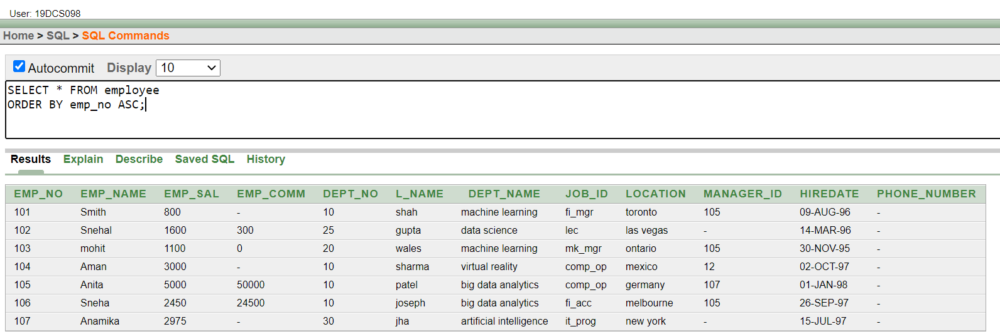 User: 19DCS098
Home > SQL > SQL Commands
Autocommit Display 10
SELECT * FROM employee
ORDER BY emp_no ASC;
Results Explain Describe Saved SQL History
EMP_NO EMP_NAME EMP_SAL EMP_COMM DEPT_NO L_NAME DEPT_NAME JOB_ID LOCATION MANAGER_ID HIREDATE PHONE_NUMBER
101 Smith 800 - 10 shah machine learning fi_mgr toronto 105 09-AUG-96 -
102 Snehal 1600 300 25 gupta data science lec las vegas - 14-MAR-96 -
103 mohit 1100 0 20 wales machine learning mk_mgr ontario 105 30-NOV-95 -
104 Aman 3000 - 10 sharma virtual reality comp_op mexico 12 02-OCT-97 -
105 Anita 5000 50000 10 patel big data analytics comp_op germany 107 01-JAN-98 -
106 Sneha 2450 24500 10 joseph big data analytics fi_acc melbourne 105 26-SEP-97 -
107 Anamika 2975 - 30 jha artificial intelligence it_prog new york - 15-JUL-97 -